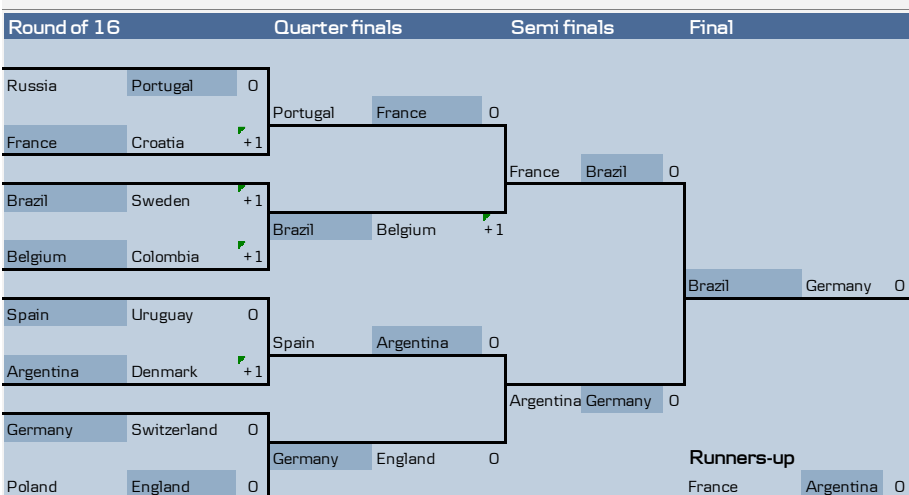 Round of 16 Quarter finals Semi finals Final
Russia Portugal 0
Portugal France 0
France Croatia +1
France Brazil 0
Brazil Sweden +1
Brazil Belgium +1
Belgium Colombia +1
Brazil Germany 0
Spain Uruguay 0
Spain Argentina 0
Argentina Denmark +1
Argentina Germany 0
Germany Switzerland 0
Germany England 0
Runners-up
Poland England 0
France Argentina 0